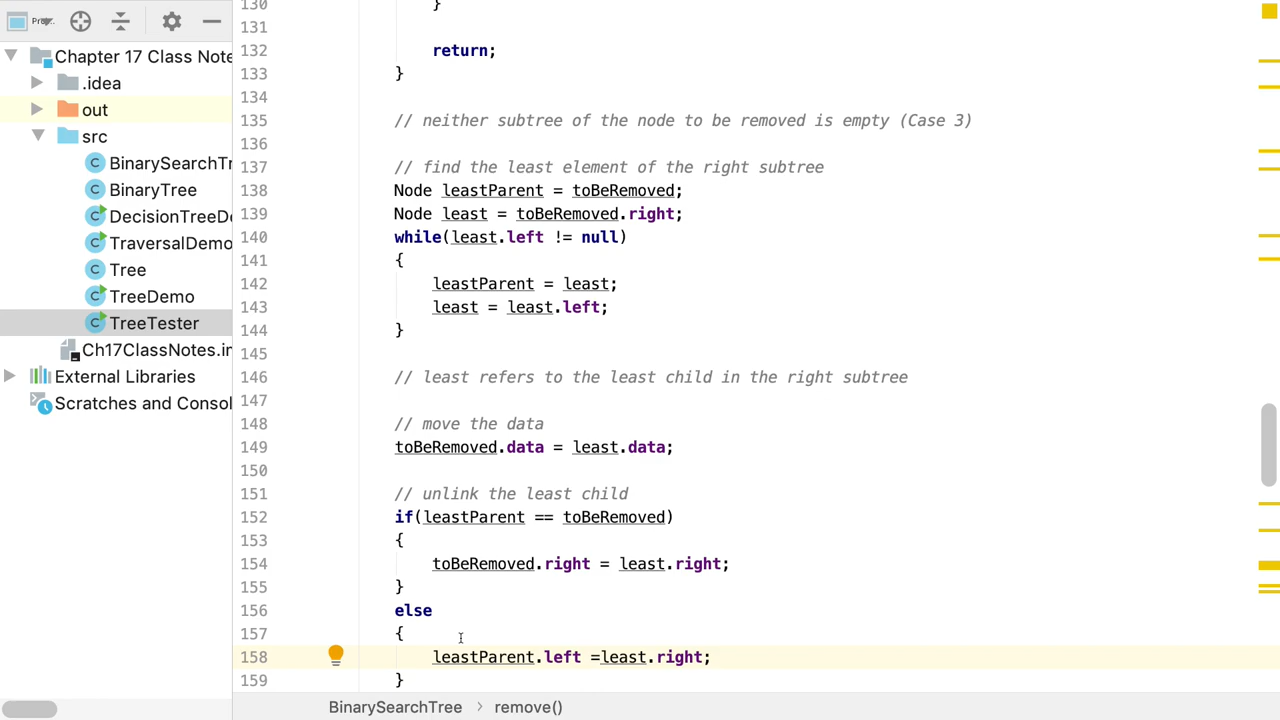 Pro..
Chapter 17 Class Note
.idea
out
src
BinarySearchTr
BinaryTree
DecisionTreeDe
TraversalDemo
Tree
TreeDemo
TreeTester
Ch17ClassNotes.im
External Libraries
Scratches and Consol
130 }
131
132 return;
133 }
134
135 // neither subtree of the node to be removed is empty (Case 3)
136
137 // find the least element of the right subtree
138 Node leastParent = toBeRemoved;
139 Node least = toBeRemoved.right;
140 while(least.left != null)
141 {
142 leastParent = least;
143 least = least.left;
144 }
145
146 // least refers to the least child in the right subtree
147
148 // move the data
149 toBeRemoved.data = least.data;
150
151 // unlink the least child
152 if(leastParent == toBeRemoved)
153 {
154 toBeRemoved.right = least.right;
155 }
156 else
157 {
158 leastParent.left =least.right;
159 }
BinarySearchTree > remove()